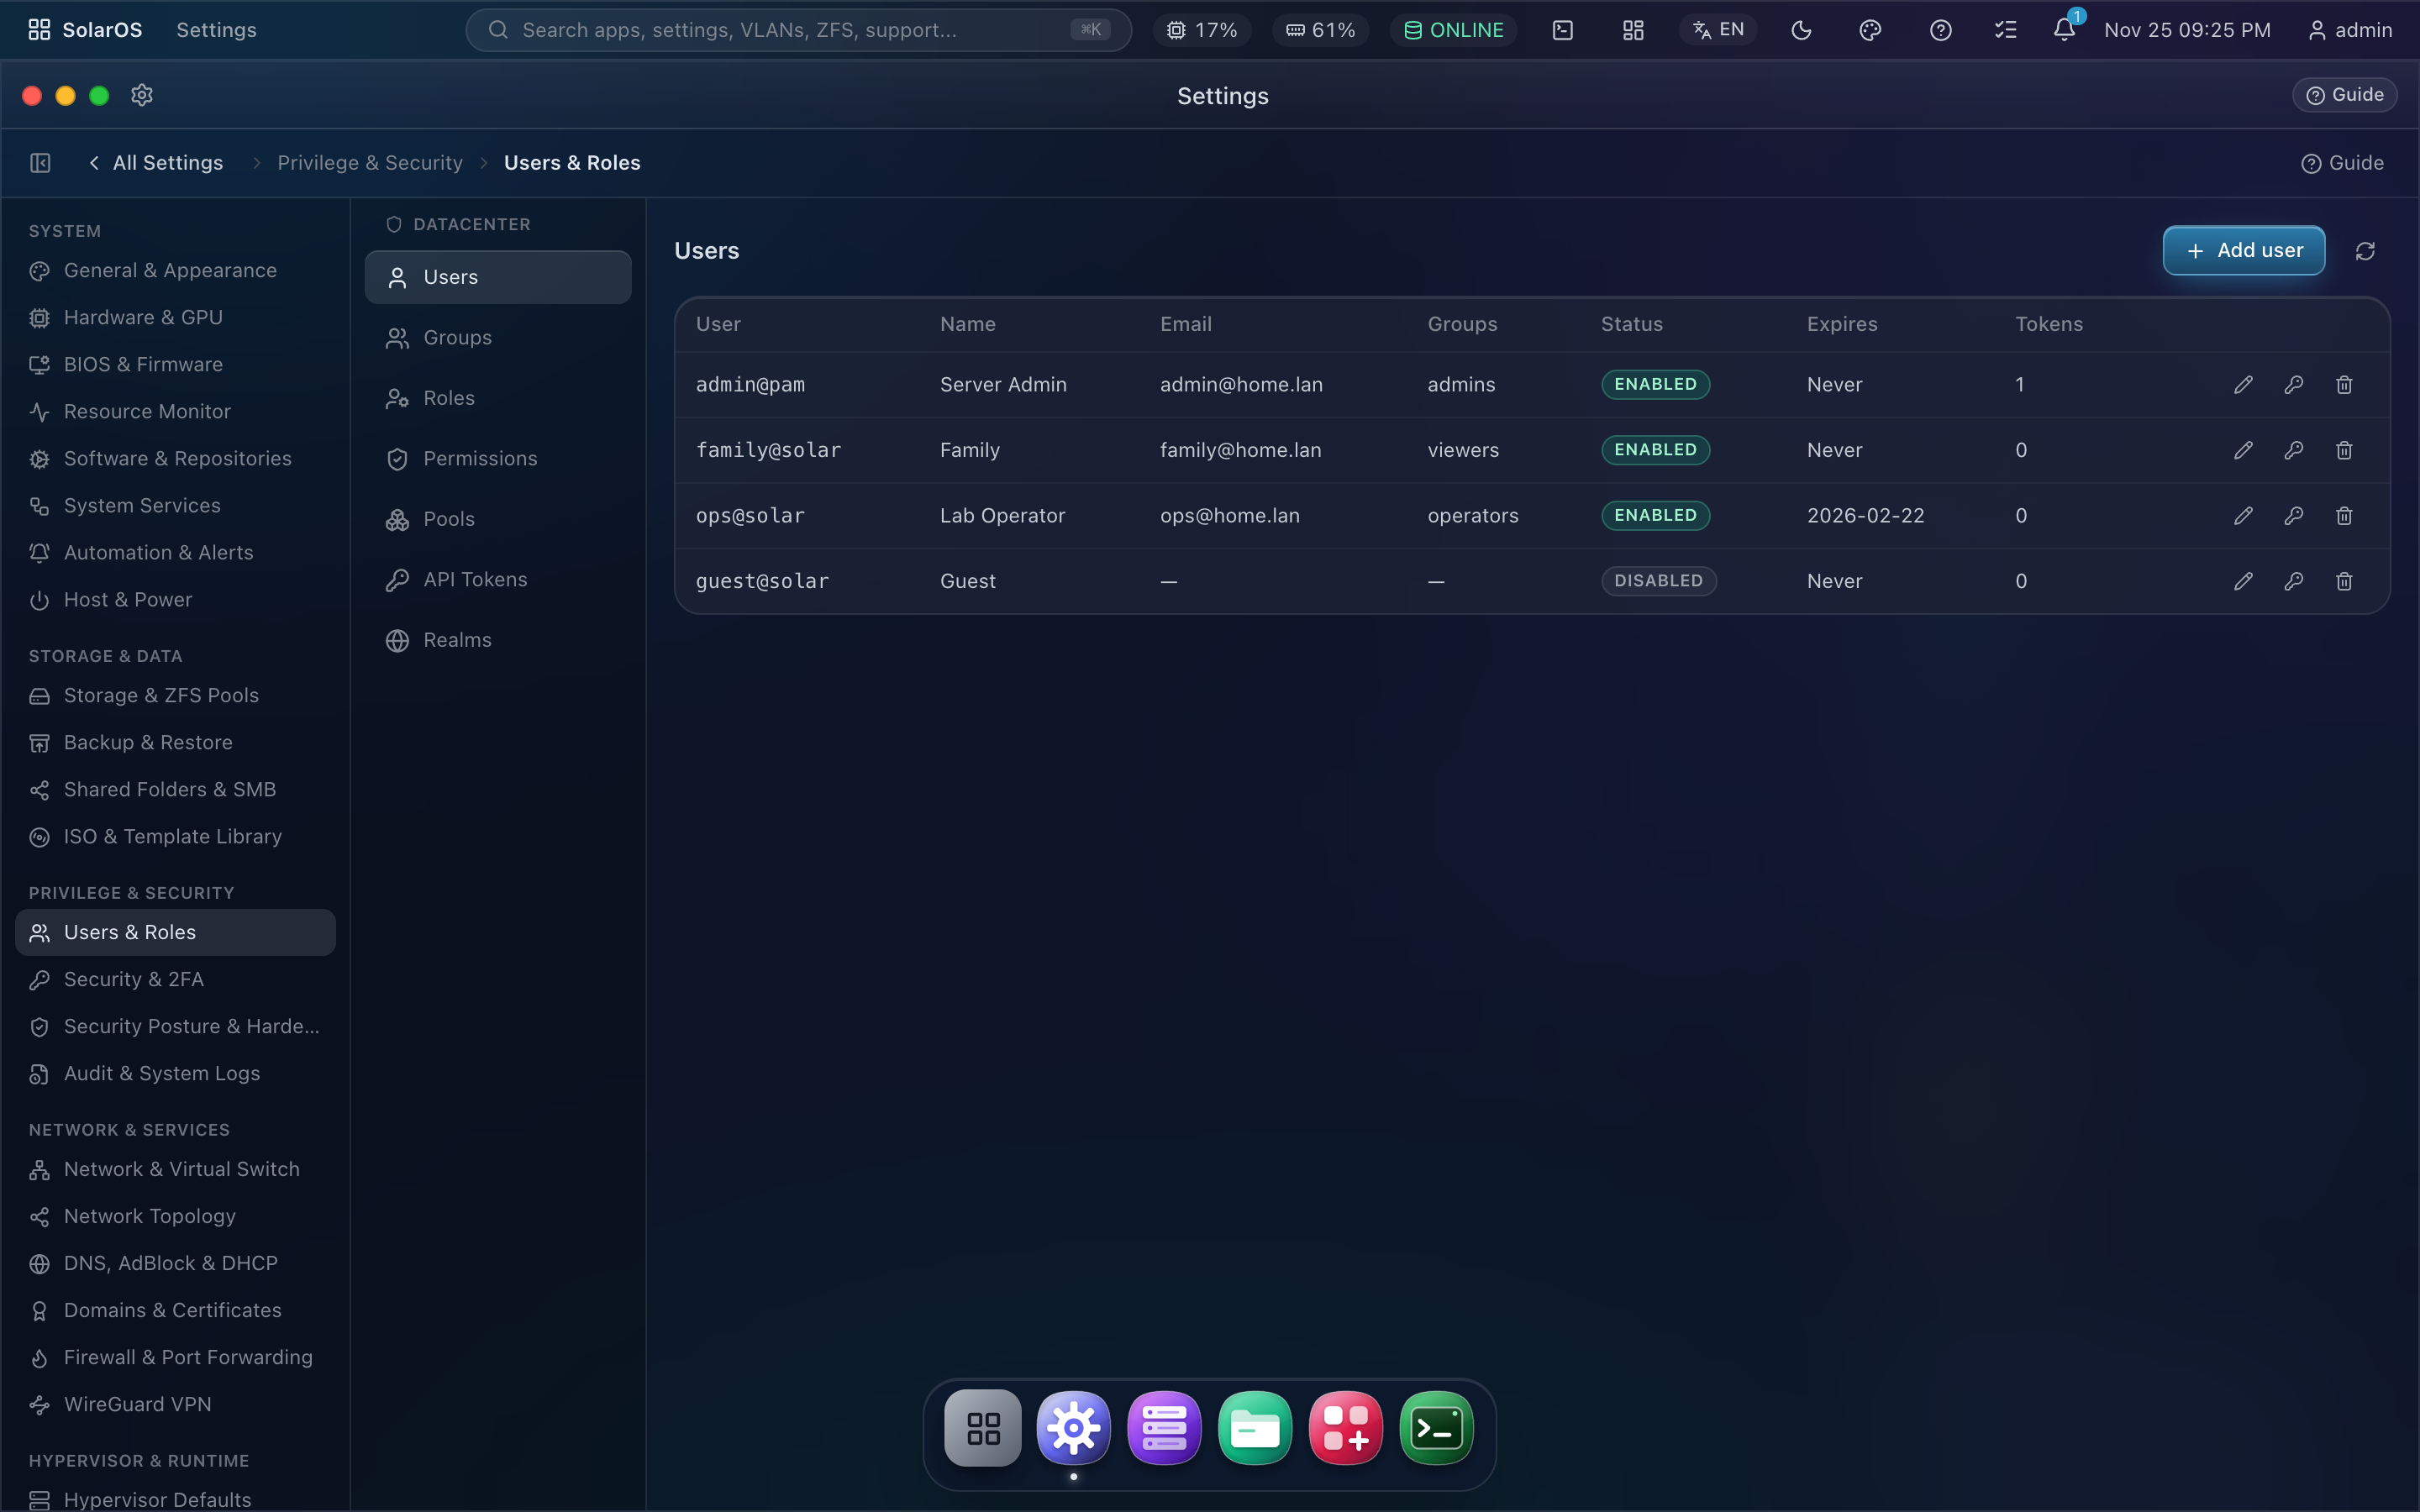 SolarOS Settings Search apps, settings, VLANs, ZFS, support... ⌘K 17% 61% ONLINE EN 1 Nov 25 09:25 PM admin
Settings Guide
All Settings Privilege & Security Users & Roles Guide
SYSTEM
General & Appearance
Hardware & GPU
BIOS & Firmware
Resource Monitor
Software & Repositories
System Services
Automation & Alerts
Host & Power
STORAGE & DATA
Storage & ZFS Pools
Backup & Restore
Shared Folders & SMB
ISO & Template Library
PRIVILEGE & SECURITY
Users & Roles
Security & 2FA
Security Posture & Harde...
Audit & System Logs
NETWORK & SERVICES
Network & Virtual Switch
Network Topology
DNS, AdBlock & DHCP
Domains & Certificates
Firewall & Port Forwarding
WireGuard VPN
HYPERVISOR & RUNTIME
Hypervisor Defaults
DATACENTER
Users
Groups
Roles
Permissions
Pools
API Tokens
Realms
Users Add user
User Name Email Groups Status Expires Tokens
admin@pam Server Admin admin@home.lan admins ENABLED Never 1
family@solar Family family@home.lan viewers ENABLED Never 0
ops@solar Lab Operator ops@home.lan operators ENABLED 2026-02-22 0
guest@solar Guest — — DISABLED Never 0